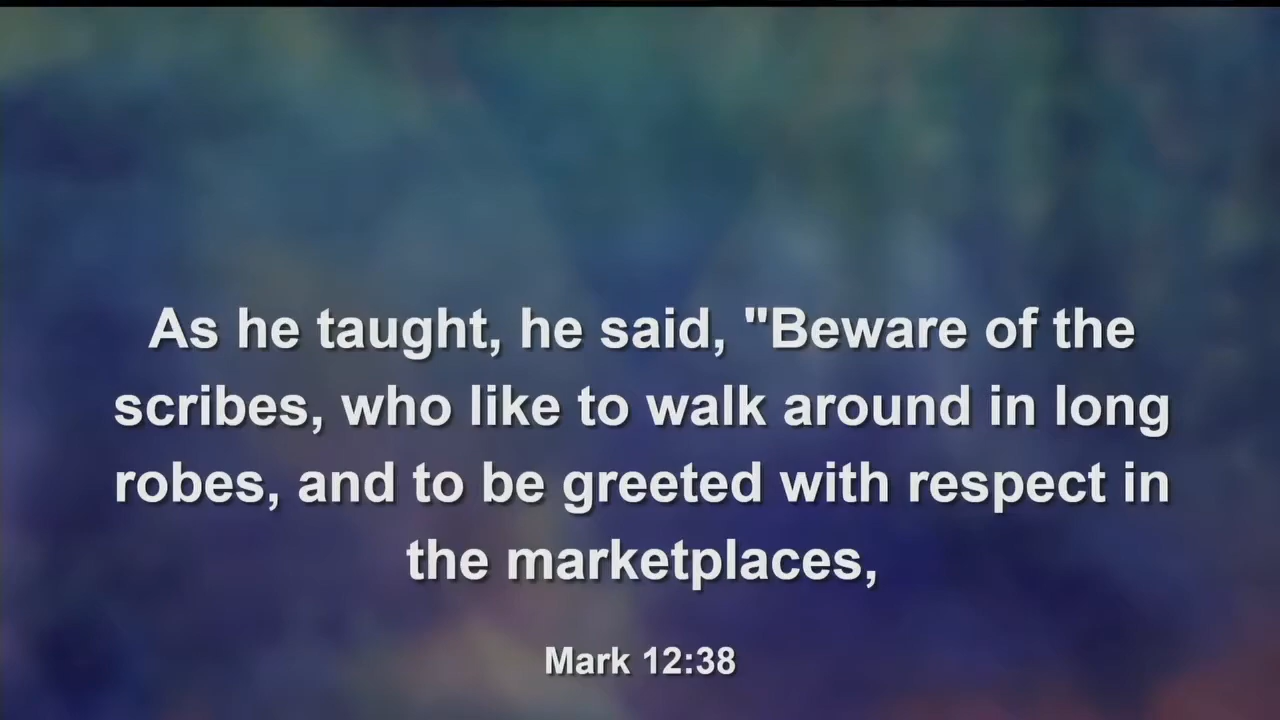 As he taught, he said, "Beware of the
scribes, who like to walk around in long
robes, and to be greeted with respect in
the marketplaces,
Mark 12:38